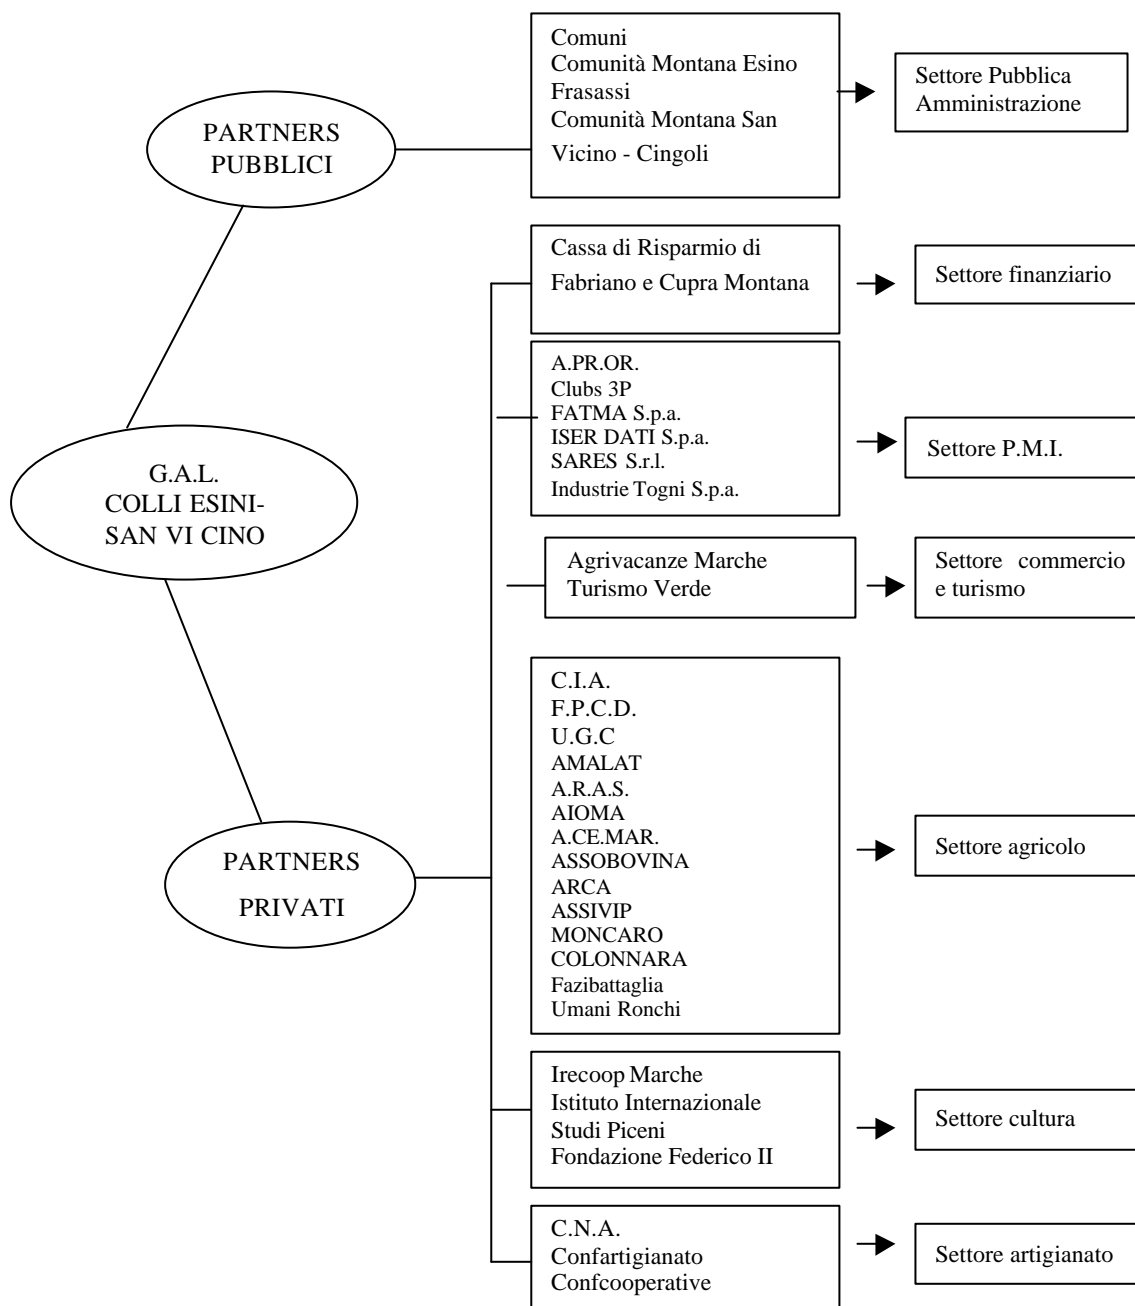 Comuni
Comunità Montana Esino
Frasassi
Comunità Montana San
Vicino - Cingoli
Settore Pubblica
Amministrazione
PARTNERS
PUBBLICI
Cassa di Risparmio di
Fabriano e Cupra Montana
Settore finanziario
A.PR.OR.
Clubs 3P
FATMA S.p.a.
ISER DATI S.p.a.
SARES S.r.l.
Industrie Togni S.p.a.
Settore P.M.I.
G.A.L.
COLLI ESINI-
SAN VI CINO
Agrivacanze Marche
Turismo Verde
Settore commercio
e turismo
C.I.A.
F.P.C.D.
U.G.C
AMALAT
A.R.A.S.
AIOMA
A.CE.MAR.
ASSOBOVINA
ARCA
ASSIVIP
MONCARO
COLONNARA
Fazibattaglia
Umani Ronchi
Settore agricolo
PARTNERS
PRIVATI
Irecoop Marche
Istituto Internazionale
Studi Piceni
Fondazione Federico II
Settore cultura
C.N.A.
Confartigianato
Confcooperative
Settore artigianato